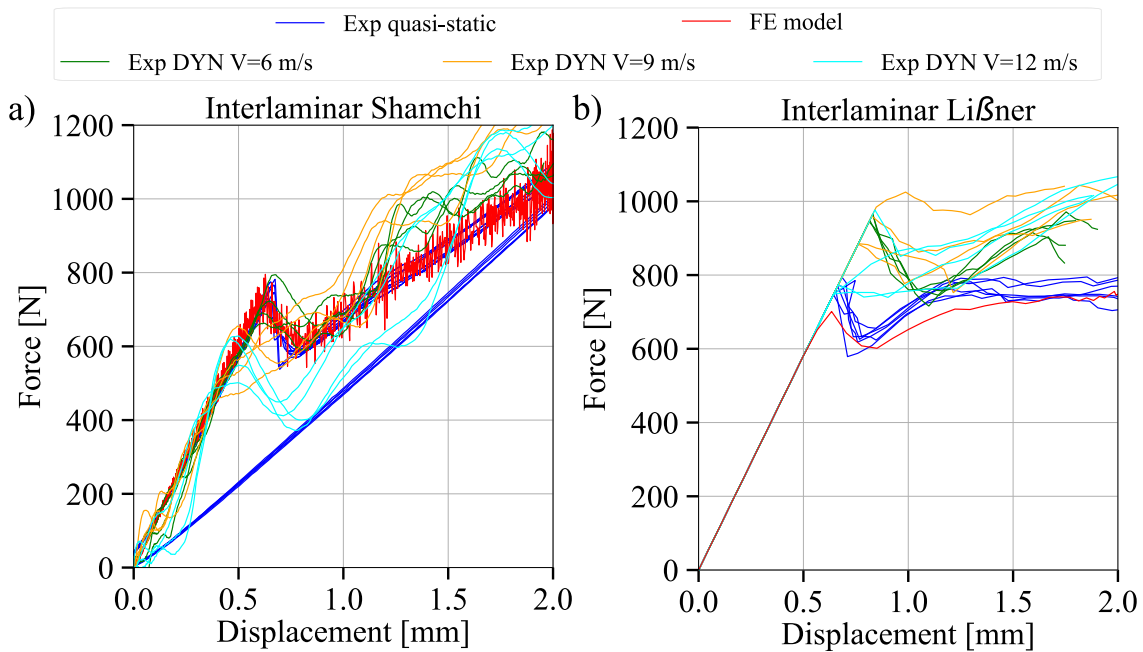 Exp quasi-static FE model
Exp DYN V=6 m/s Exp DYN V=9 m/s Exp DYN V=12 m/s
a) Interlaminar Shamchi
1200
1000
800
600
400
200
0
Force [N]
0.0 0.5 1.0 1.5 2.0
Displacement [mm]
b) Interlaminar Lißner
1200
1000
800
600
400
200
0
Force [N]
0.0 0.5 1.0 1.5 2.0
Displacement [mm]